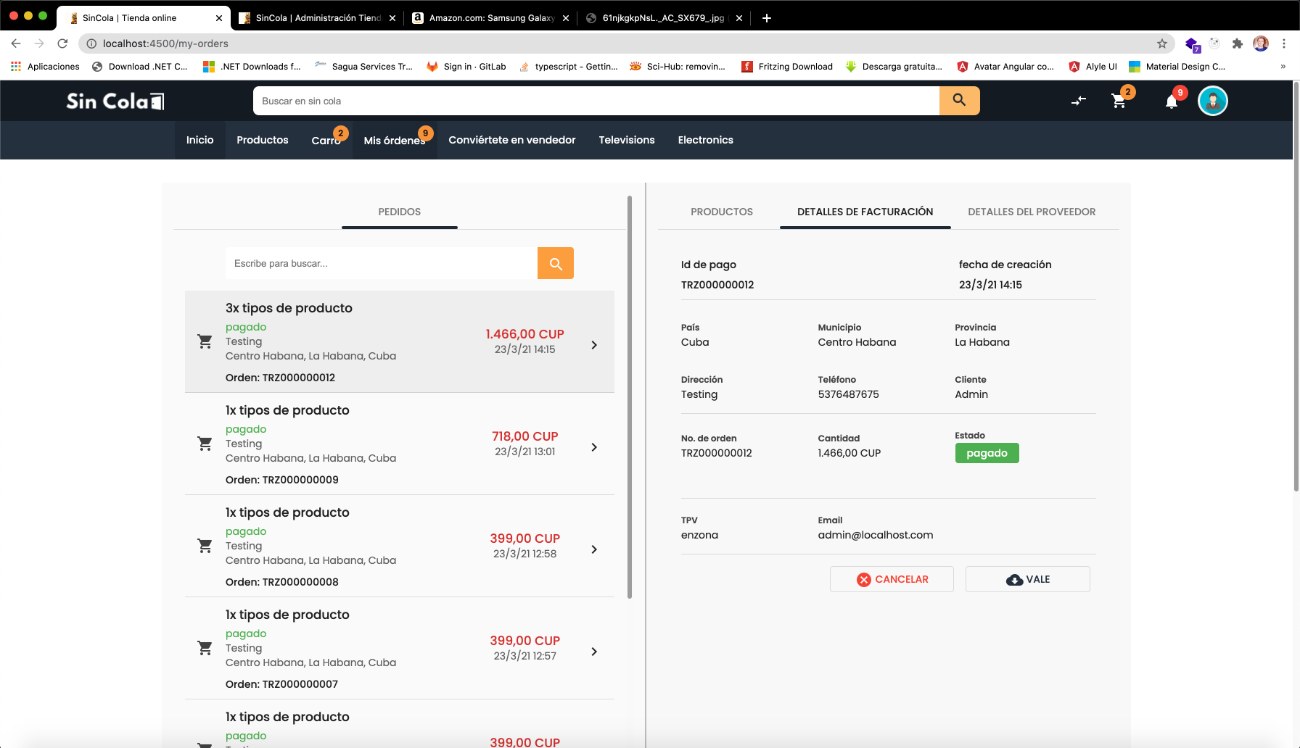 SinCola | Tienda online
SinCola | Administración Tiend
Amazon.com: Samsung Galaxy
61njkgkpNsL._AC_SX679_.jpg
localhost:4500/my-orders
7
Aplicaciones
Download .NET C...
.NET Downloads f...
Sagua Services Tr...
Sign in · GitLab
typescript - Gettin...
Sci-Hub: removin...
Fritzing Download
Descarga gratuita...
Avatar Angular co...
Alyle UI
Material Design C...
»
Sin Cola
Buscar en sin cola
2
9
Inicio
Productos
Carro
2
Mis órdenes
9
Conviértete en vendedor
Televisions
Electronics
PEDIDOS
Escribe para buscar...
3x tipos de producto
pagado
Testing
Centro Habana, La Habana, Cuba
Orden: TRZ000000012
1.466,00 CUP
23/3/21 14:15
1x tipos de producto
pagado
Testing
Centro Habana, La Habana, Cuba
Orden: TRZ000000009
718,00 CUP
23/3/21 13:01
1x tipos de producto
pagado
Testing
Centro Habana, La Habana, Cuba
Orden: TRZ000000008
399,00 CUP
23/3/21 12:58
1x tipos de producto
pagado
Testing
Centro Habana, La Habana, Cuba
Orden: TRZ000000007
399,00 CUP
23/3/21 12:57
1x tipos de producto
pagado
399,00 CUP
PRODUCTOS
DETALLES DE FACTURACIÓN
DETALLES DEL PROVEEDOR
Id de pago
TRZ000000012
fecha de creación
23/3/21 14:15
País
Cuba
Municipio
Centro Habana
Provincia
La Habana
Dirección
Testing
Teléfono
5376487675
Cliente
Admin
No. de orden
TRZ000000012
Cantidad
1.466,00 CUP
Estado
pagado
TPV
enzona
Email
admin@localhost.com
CANCELAR
VALE